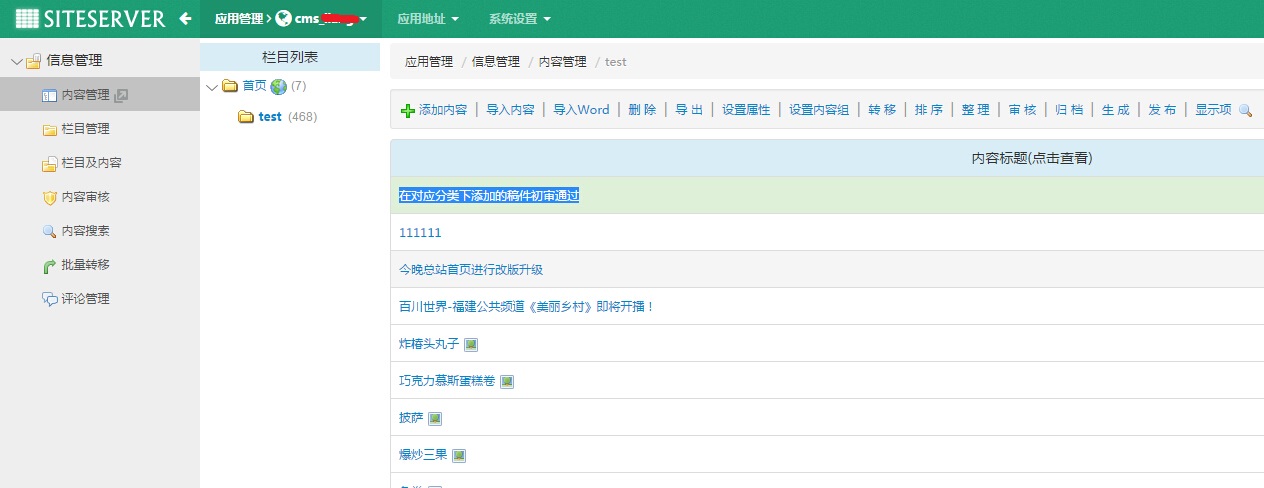 SITESERVER 应用管理 cms_ 应用地址 系统设置
信息管理
内容管理
栏目管理
栏目及内容
内容审核
内容搜索
批量转移
评论管理
栏目列表
首页 (7)
test (468)
应用管理 / 信息管理 / 内容管理 / test
添加内容 | 导入内容 | 导入Word | 删 除 | 导 出 | 设置属性 | 设置内容组 | 转 移 | 排 序 | 整 理 | 审 核 | 归 档 | 生 成 | 发 布 | 显示项
内容标题(点击查看)
在对应分类下添加的稿件初审通过
111111
今晚总站首页进行改版升级
百川世界-福建公共频道《美丽乡村》即将开播！
炸椿头丸子
巧克力慕斯蛋糕卷
披萨
爆炒三果